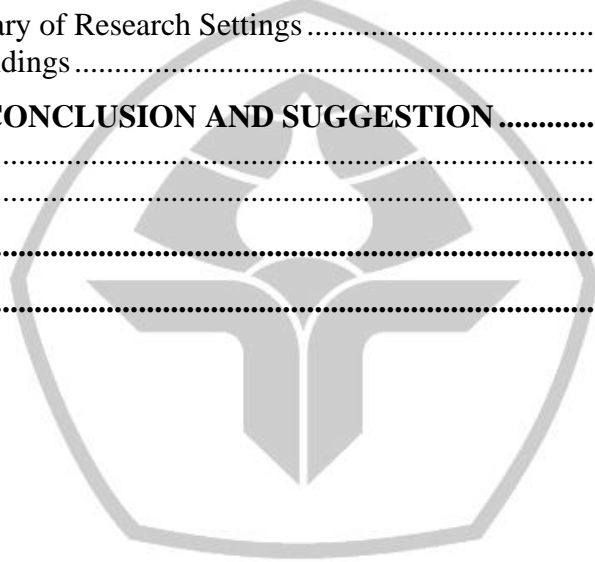 ary of Research Settings ..............................................
dings .....................................................................................
CONCLUSION AND SUGGESTION ............
.................................................................................................
.................................................................................................
.................................................................................................
.................................................................................................